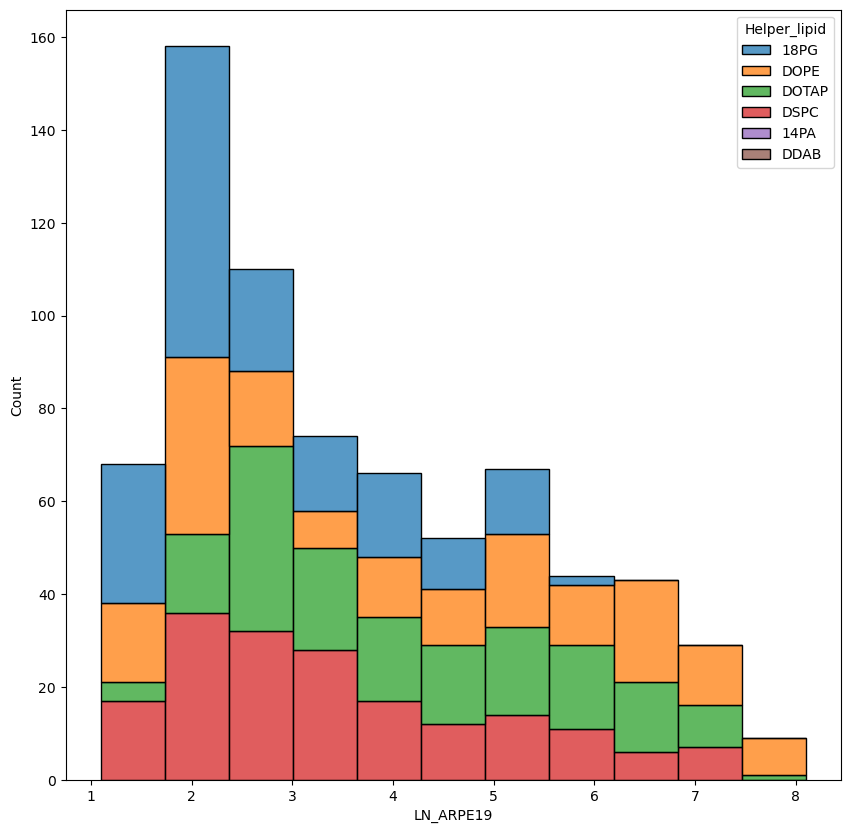 Helper_lipid
18PG
DOPE
DOTAP
DSPC
14PA
DDAB
160
140
120
100
80
60
40
20
0
Count
1 2 3 4 5 6 7 8
LN_ARPE19